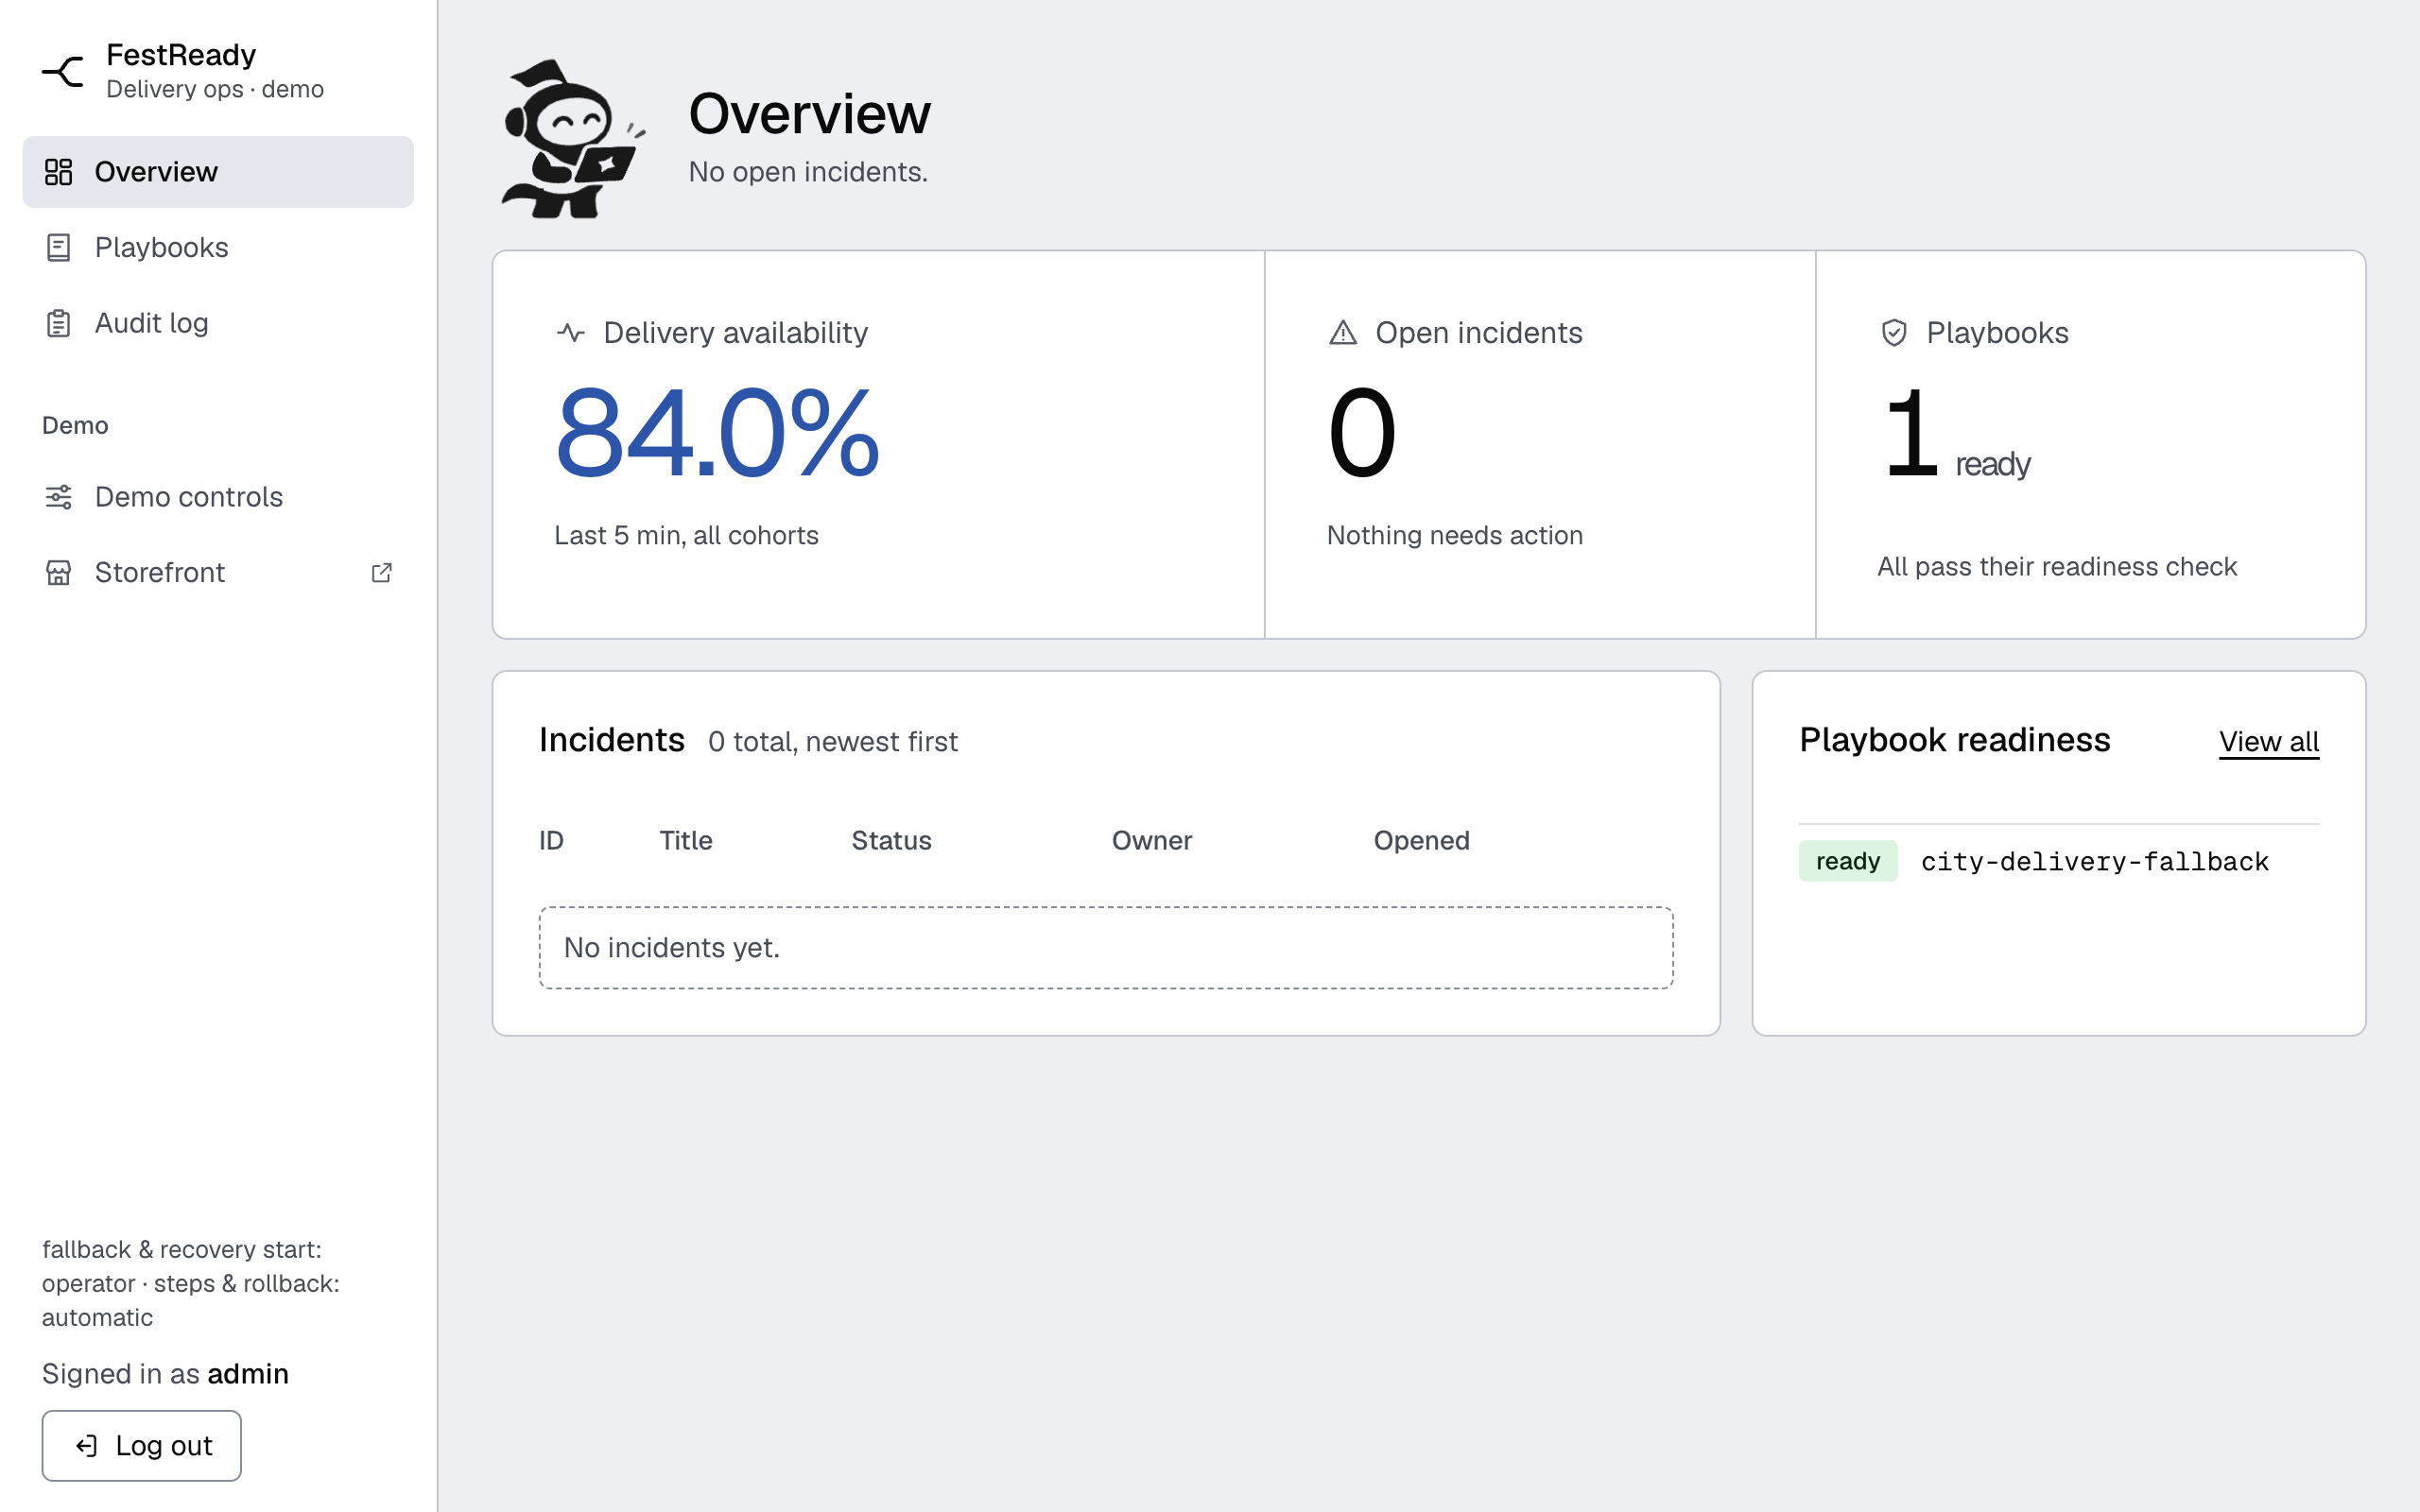 FestReady
Delivery ops · demo
Overview
Playbooks
Audit log
Demo
Demo controls
Storefront
fallback & recovery start:
operator · steps & rollback:
automatic
Signed in as admin
Log out
Overview
No open incidents.
Delivery availability
84.0%
Last 5 min, all cohorts
Open incidents
0
Nothing needs action
Playbooks
1 ready
All pass their readiness check
Incidents 0 total, newest first
ID Title Status Owner Opened
No incidents yet.
Playbook readiness View all
ready city-delivery-fallback